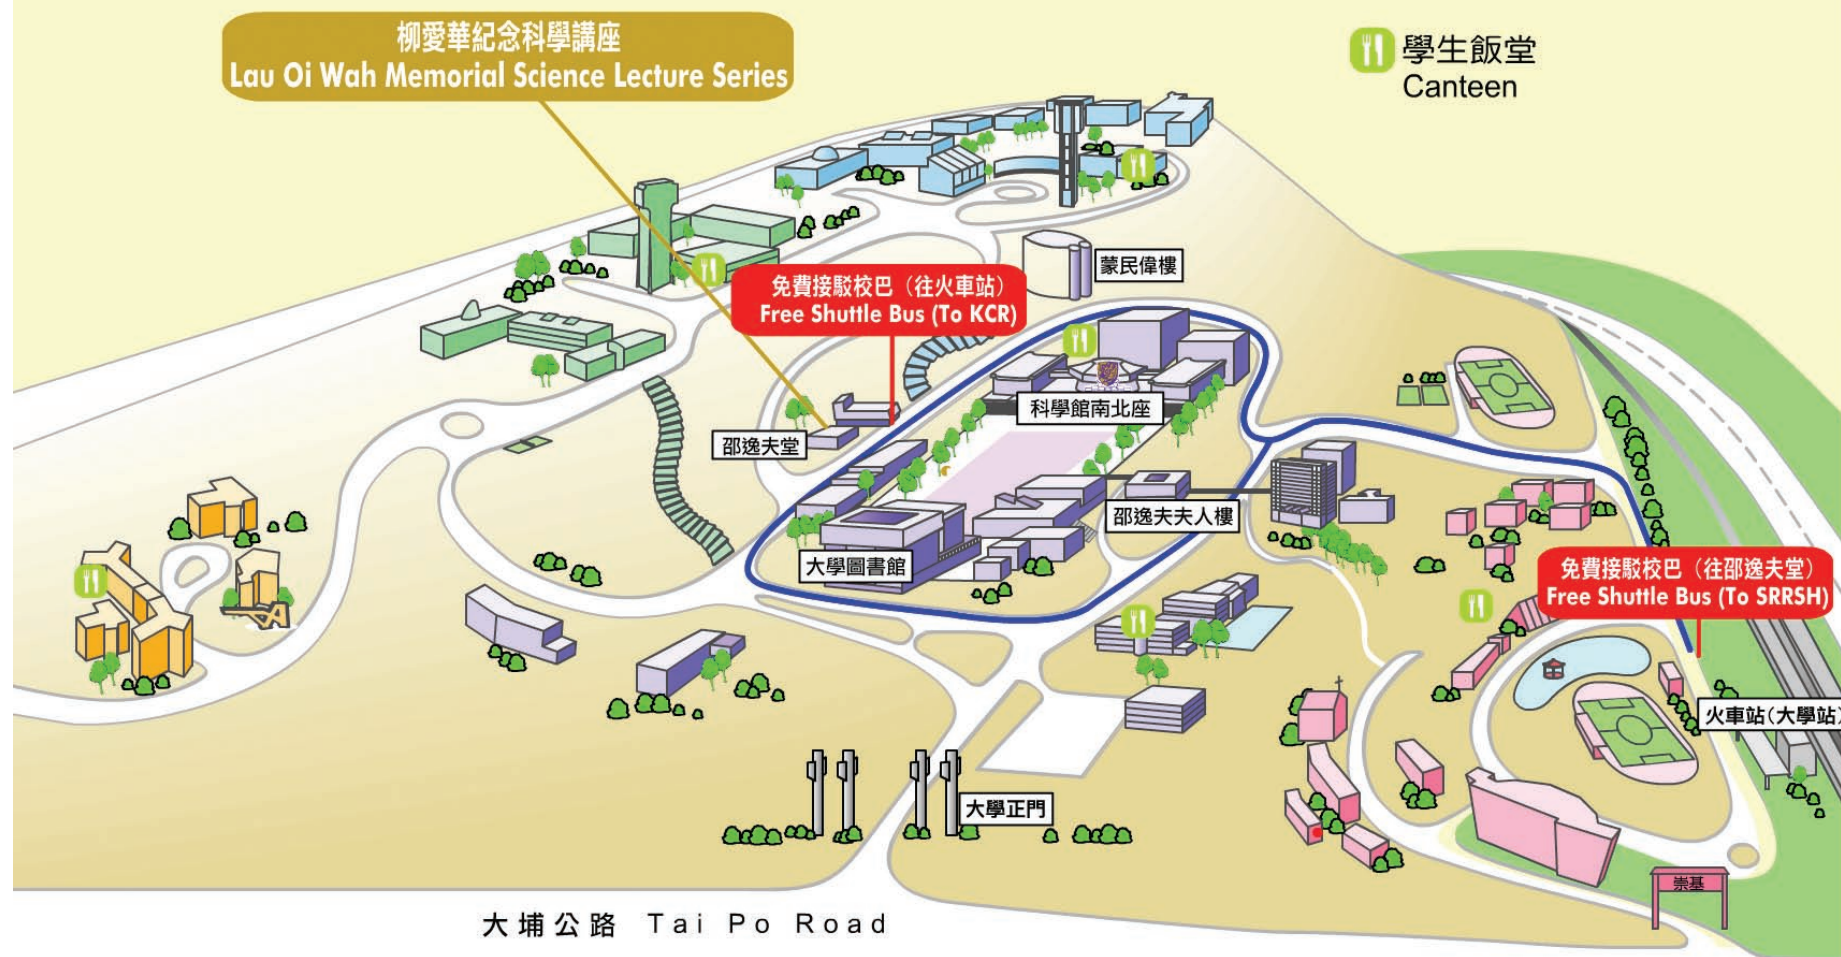 柳愛華紀念科學講座
Lau Oi Wah Memorial Science Lecture Series
學生飯堂
Canteen
蒙民偉樓
免費接駁校巴（往火車站）
Free Shuttle Bus (To KCR)
科學館南北座
邵逸夫堂
邵逸夫夫人樓
大學圖書館
免費接駁校巴（往邵逸夫堂）
Free Shuttle Bus (To SRRSH)
火車站(大學站)
大學正門
崇基
大埔公路 Tai Po Road